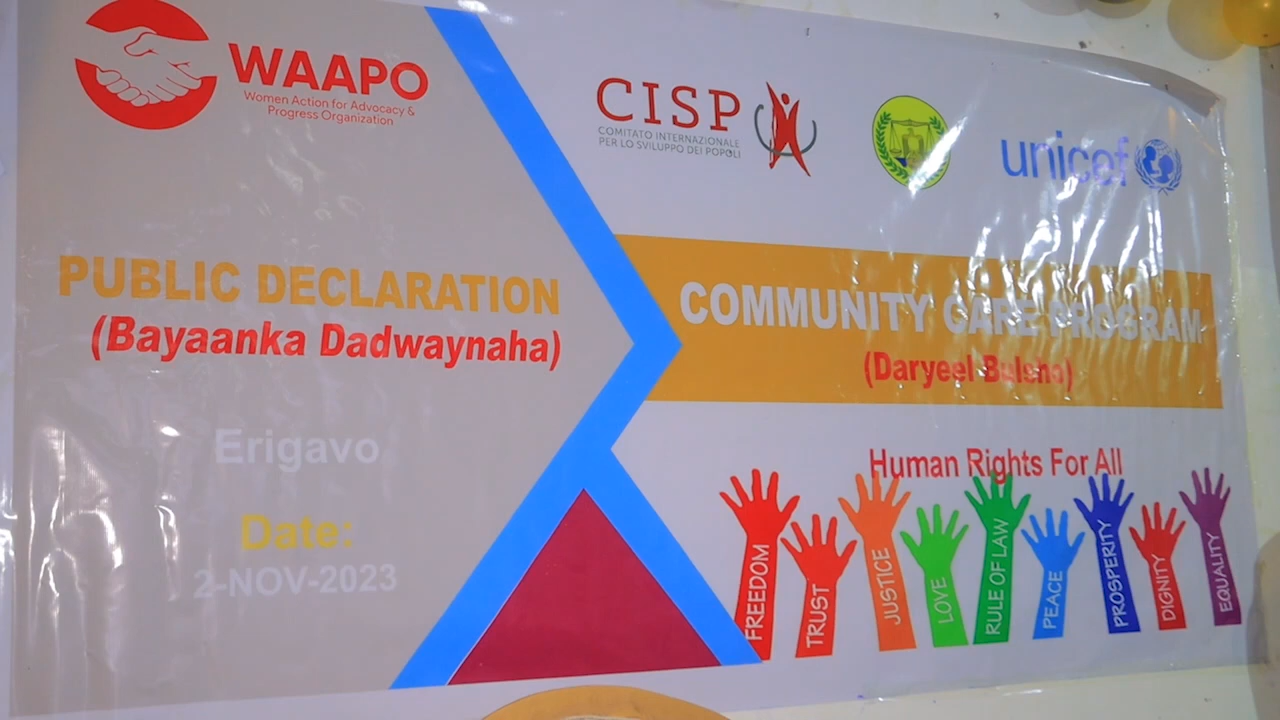 WAAPO
Women Action for Advocacy &
Progress Organization
PUBLIC DECLARATION
(Bayaanka Dadwaynaha)
Erigavo
Date:
2-NOV-2023
CISP
COMITATO INTERNAZIONALE
PER LO SVILUPPO DEI POPOLI
unicef
COMMUNITY CARE PROGRAM
(Daryeel Bulsho)
Human Rights For All
FREEDOM
TRUST
JUSTICE
LOVE
RULE OF LAW
PEACE
PROSPERITY
DIGNITY
EQUALITY